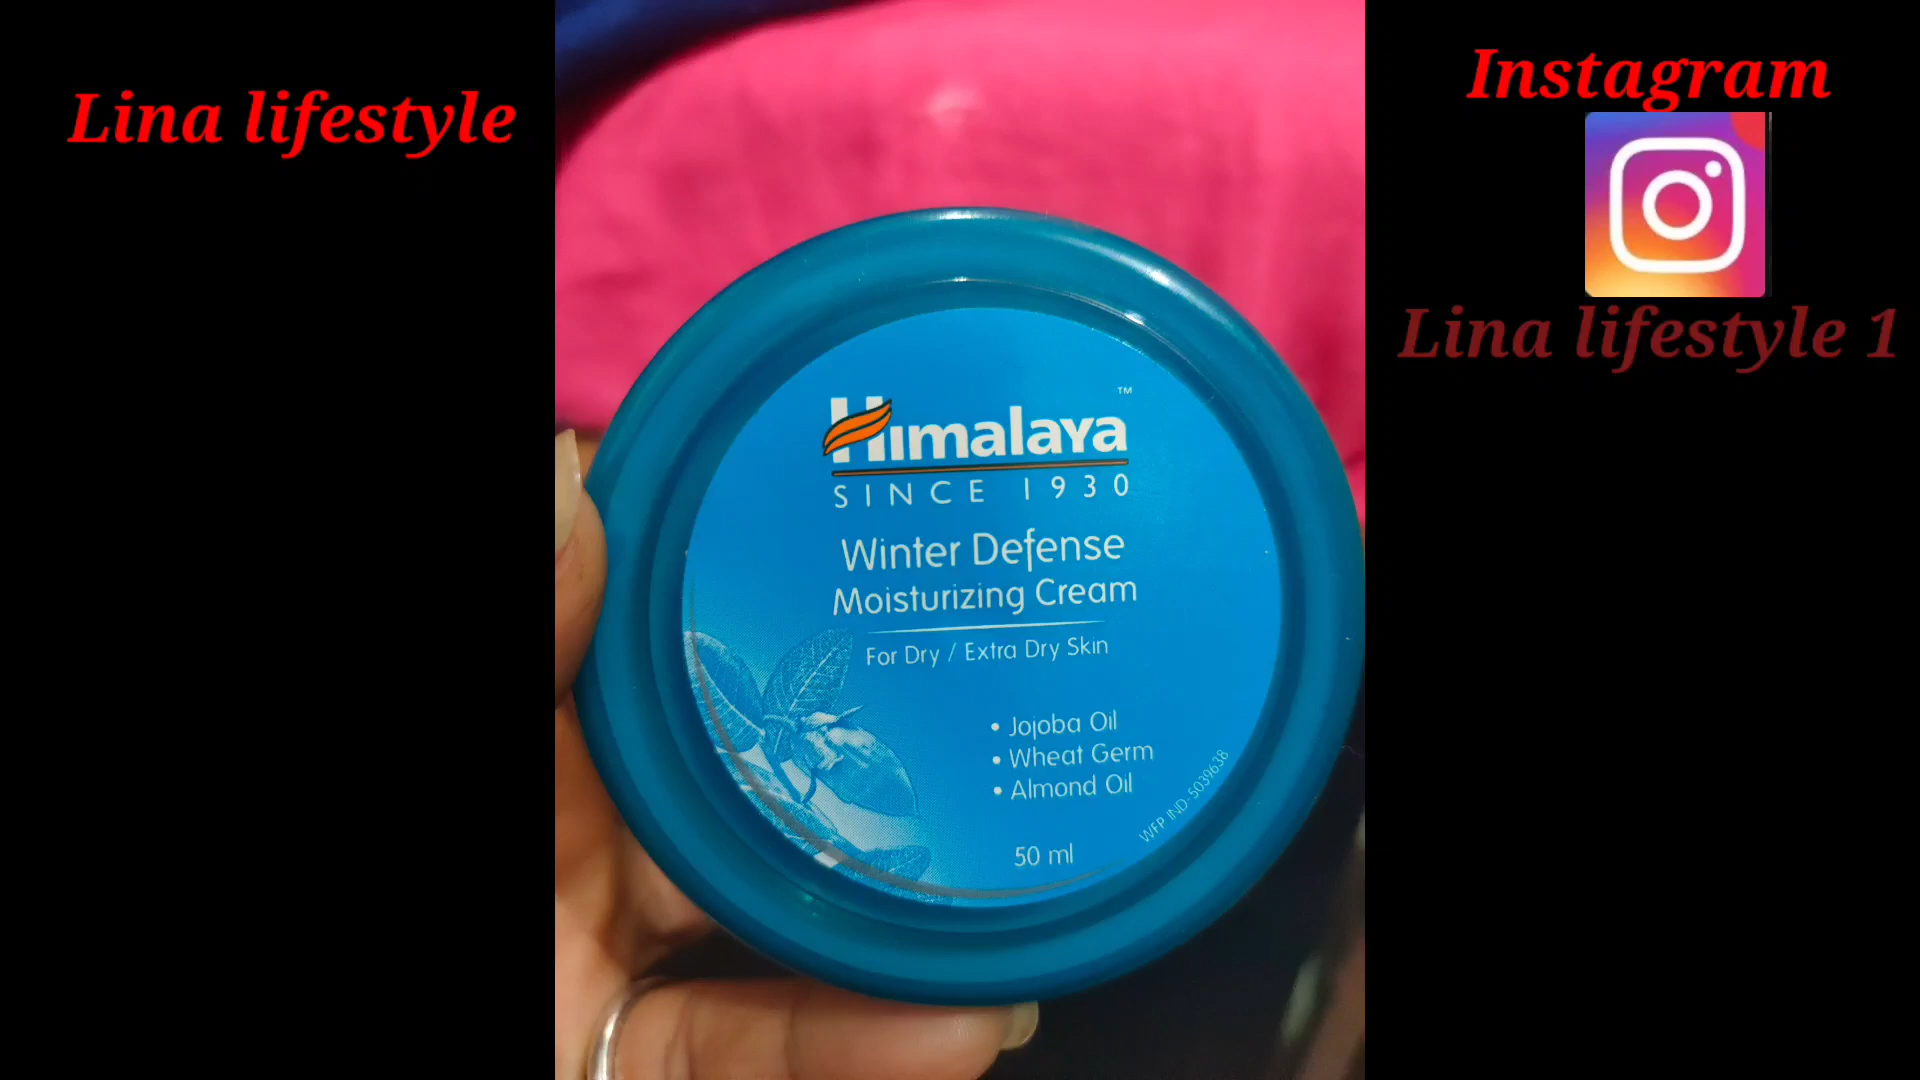 Lina lifestyle
Instagram
Lina lifestyle 1
Himalaya™
SINCE 1930
Winter Defense
Moisturizing Cream
For Dry / Extra Dry Skin
• Jojoba Oil
• Wheat Germ
• Almond Oil
WFP IND-5039638
50 ml